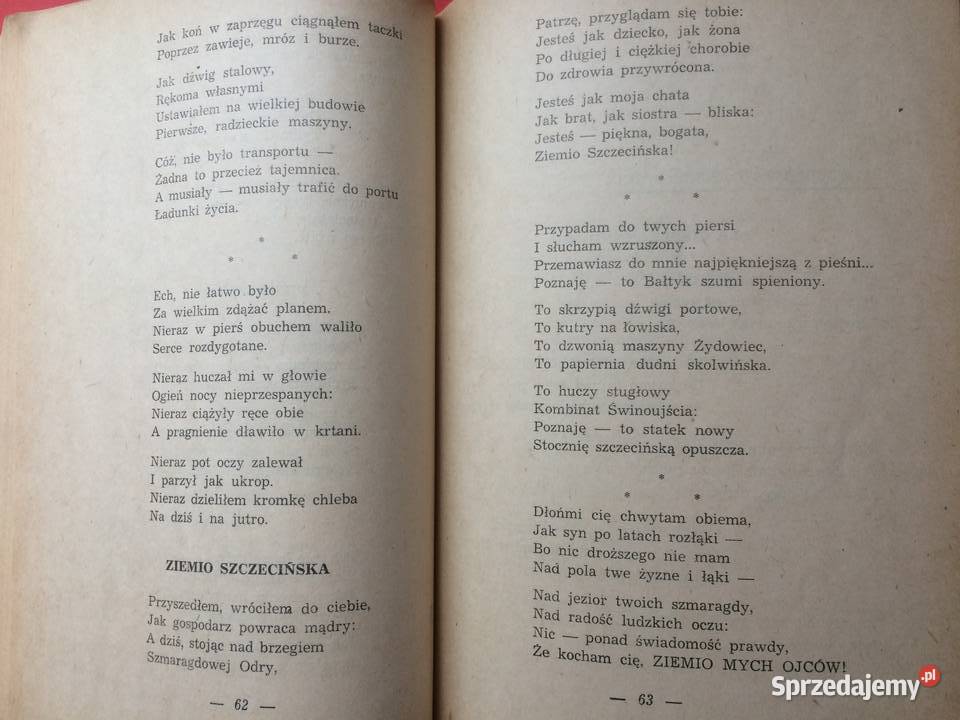 Jak koń w zaprzęgu ciągnąłem taczki
Poprzez zawieje, mróz i burze.
Jak dźwig stalowy,
Rękoma własnymi
Ustawiałem na wielkiej budowie
Pierwsze, radzieckie maszyny.
Cóż, nie było transportu —
Żadna to przecież tajemnica.
A musiały — musiały trafić do portu
Ładunki życia.
*
* *
Ech, nie łatwo było
Za wielkim zdążać planem.
Nieraz w pierś obuchem waliło
Serce rozdygotane.
Nieraz huczał mi w głowie
Ogień nocy nieprzespanych:
Nieraz ciążyły ręce obie
A pragnienie dławiło w krtani.
Nieraz pot oczy zalewał
I parzył jak ukrop.
Nieraz dzieliłem kromkę chleba
Na dziś i na jutro.
ZIEMIO SZCZECIŃSKA
Przyszedłem, wróciłem do ciebie,
Jak gospodarz powraca mądry:
A dziś, stojąc nad brzegiem
Szmaragdowej Odry,
— 62 —
Patrzę, przyglądam się tobie:
Jesteś jak dziecko, jak żona
Po długiej i ciężkiej chorobie
Do zdrowia przywrócona.
Jesteś jak moja chata
Jak brat, jak siostra — bliska:
Jesteś — piękna, bogata,
Ziemio Szczecińska!
*
* *
Przypadam do twych piersi
I słucham wzruszony...
Przemawiasz do mnie najpiękniejszą z pieśni...
Poznaję — to Bałtyk szumi spieniony.
To skrzypią dźwigi portowe,
To kutry na łowiska,
To dzwonią maszyny Żydowiec,
To papiernia dudni skolwińska.
To huczy stugłowy
Kombinat Świnoujścia:
Poznaję — to statek nowy
Stocznię szczecińską opuszcza.
*
* *
Dłońmi cię chwytam obiema,
Jak syn po latach rozłąki —
Bo nic droższego nie mam
Nad pola twe żyzne i łąki —
Nad jezior twoich szmaragdy,
Nad radość ludzkich oczu:
Nic — ponad świadomość prawdy,
Że kocham cię, ZIEMIO MYCH OJCÓW!
— 63 —
Sprzedajemy.pl